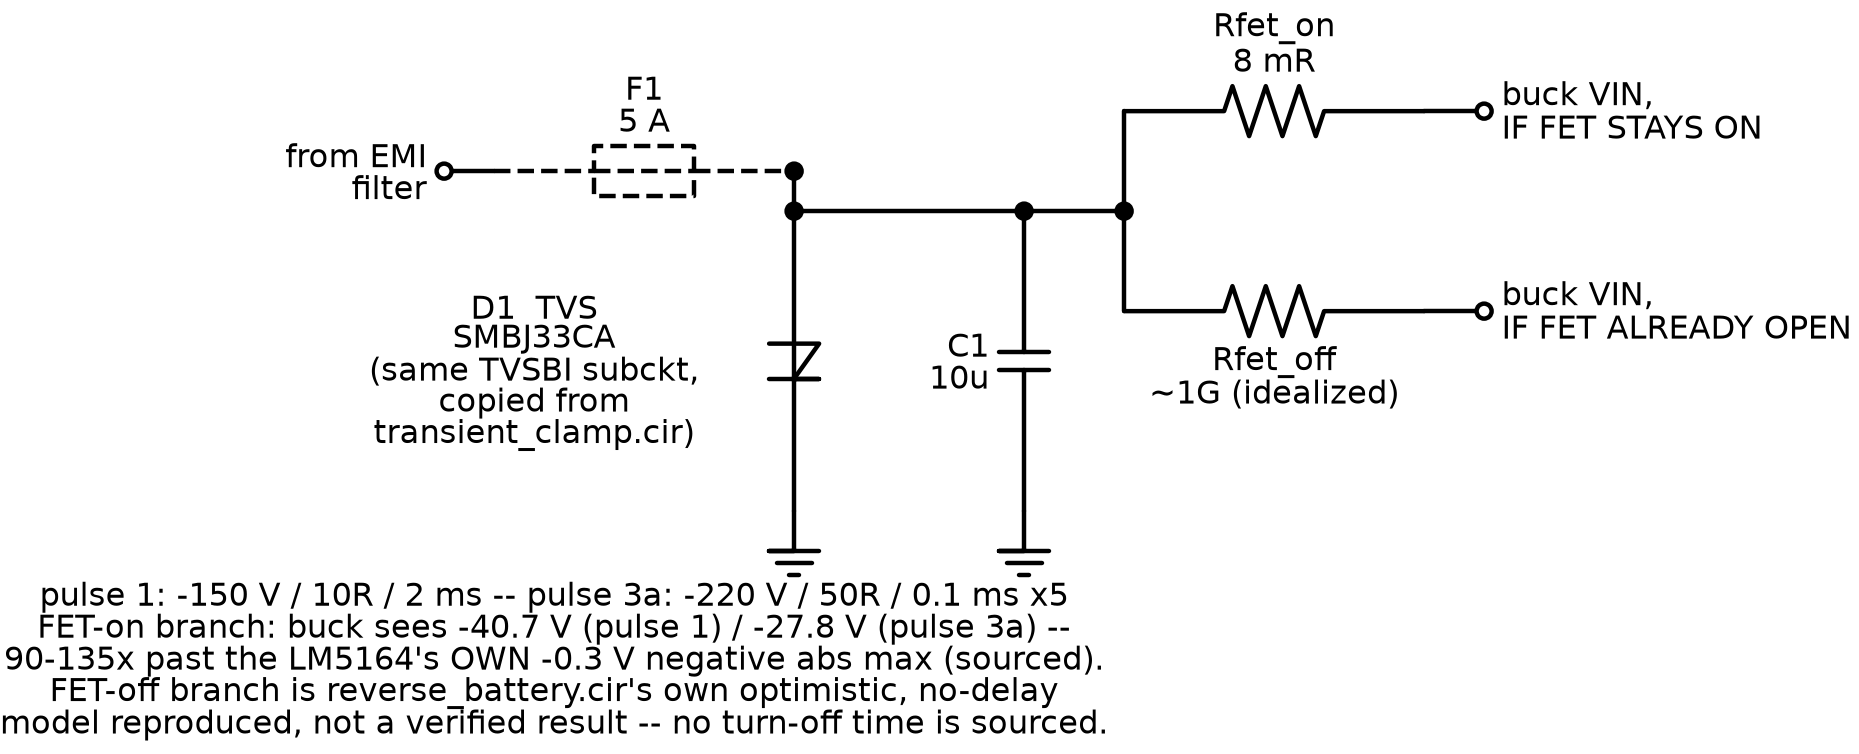 Rfet_on
8 mR
F1
5 A
buck VIN,
IF FET STAYS ON
from EMI
filter
D1  TVS
SMBJ33CA
(same TVSBI subckt,
copied from
transient_clamp.cir)
C1
10u
buck VIN,
IF FET ALREADY OPEN
Rfet_off
~1G (idealized)
pulse 1: -150 V / 10R / 2 ms -- pulse 3a: -220 V / 50R / 0.1 ms x5
FET-on branch: buck sees -40.7 V (pulse 1) / -27.8 V (pulse 3a) --
90-135x past the LM5164's OWN -0.3 V negative abs max (sourced).
FET-off branch is reverse_battery.cir's own optimistic, no-delay
model reproduced, not a verified result -- no turn-off time is sourced.